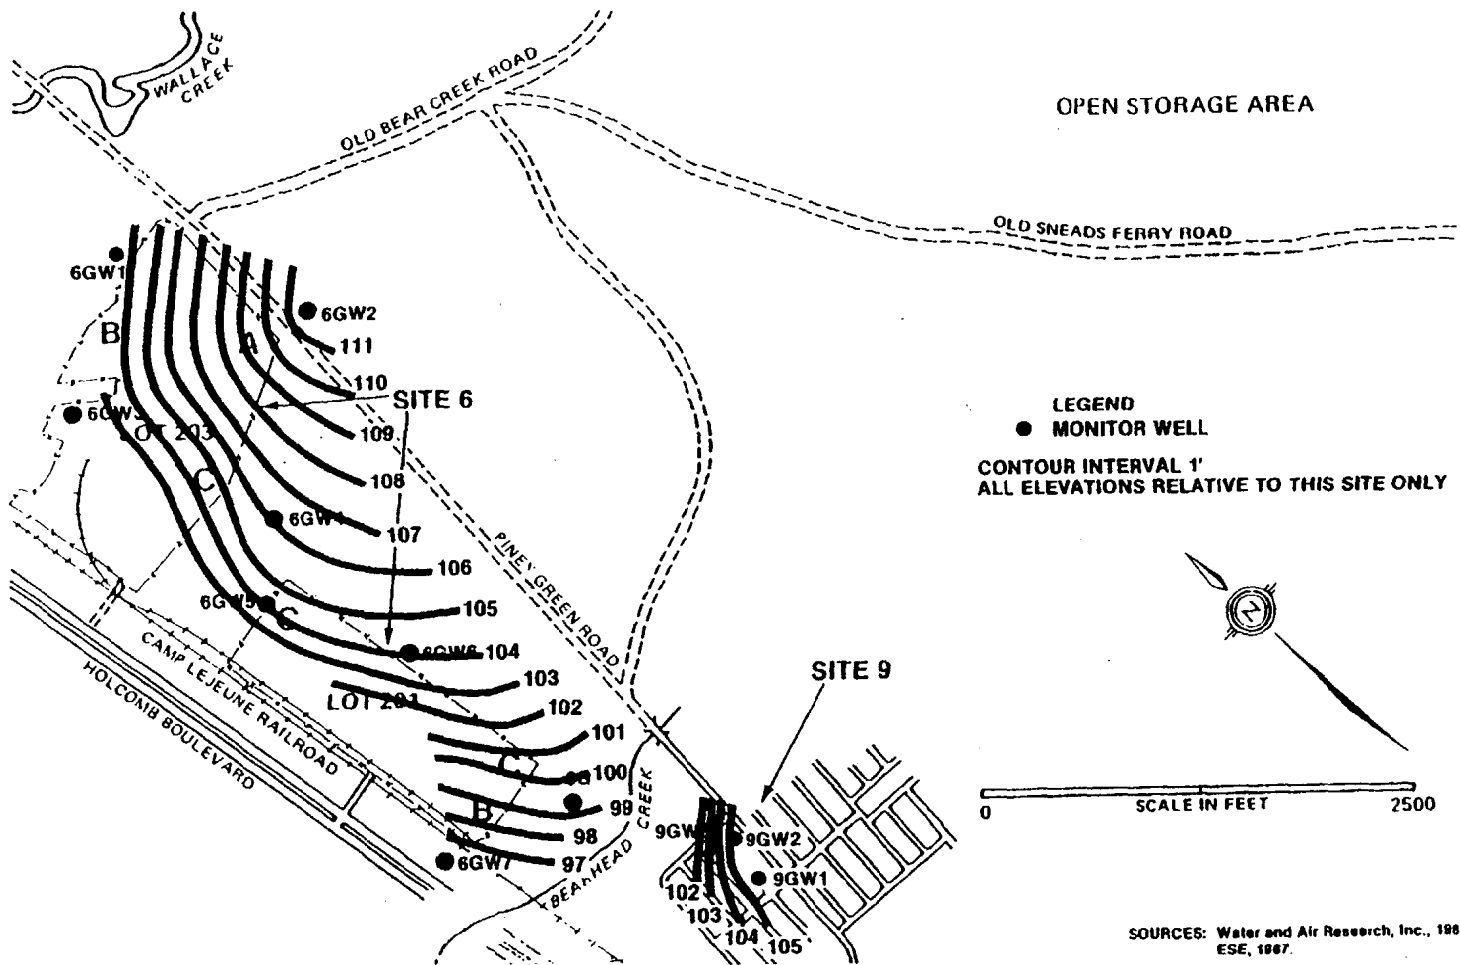 WALLACE
CREEK
OLD BEAR CREEK ROAD
OPEN STORAGE AREA
OLD SNEADS FERRY ROAD
6GW1
6GW2
B
A
111
110
SITE 6
6GW3
LOT 203
109
C
108
6GW4
107
106
105
6GW5
C
6GW6
104
103
LOT 201
102
101
100
C
99
B
98
97
6GW7
PINEY GREEN ROAD
CAMP LEJEUNE RAILROAD
HOLCOMB BOULEVARD
BEARHEAD CREEK
SITE 9
9GW2
9GW1
102
103
104
105
LEGEND
MONITOR WELL
CONTOUR INTERVAL 1'
ALL ELEVATIONS RELATIVE TO THIS SITE ONLY
N
0 SCALE IN FEET 2500
SOURCES: Water and Air Research, Inc.,
ESE, 1987.